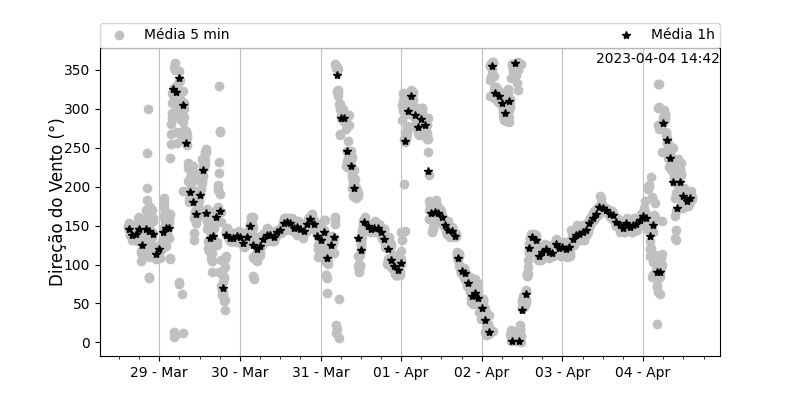 Média 5 min
Média 1h
2023-04-04 14:42
Direção do Vento (°)
350
300
250
200
150
100
50
0
29 - Mar
30 - Mar
31 - Mar
01 - Apr
02 - Apr
03 - Apr
04 - Apr